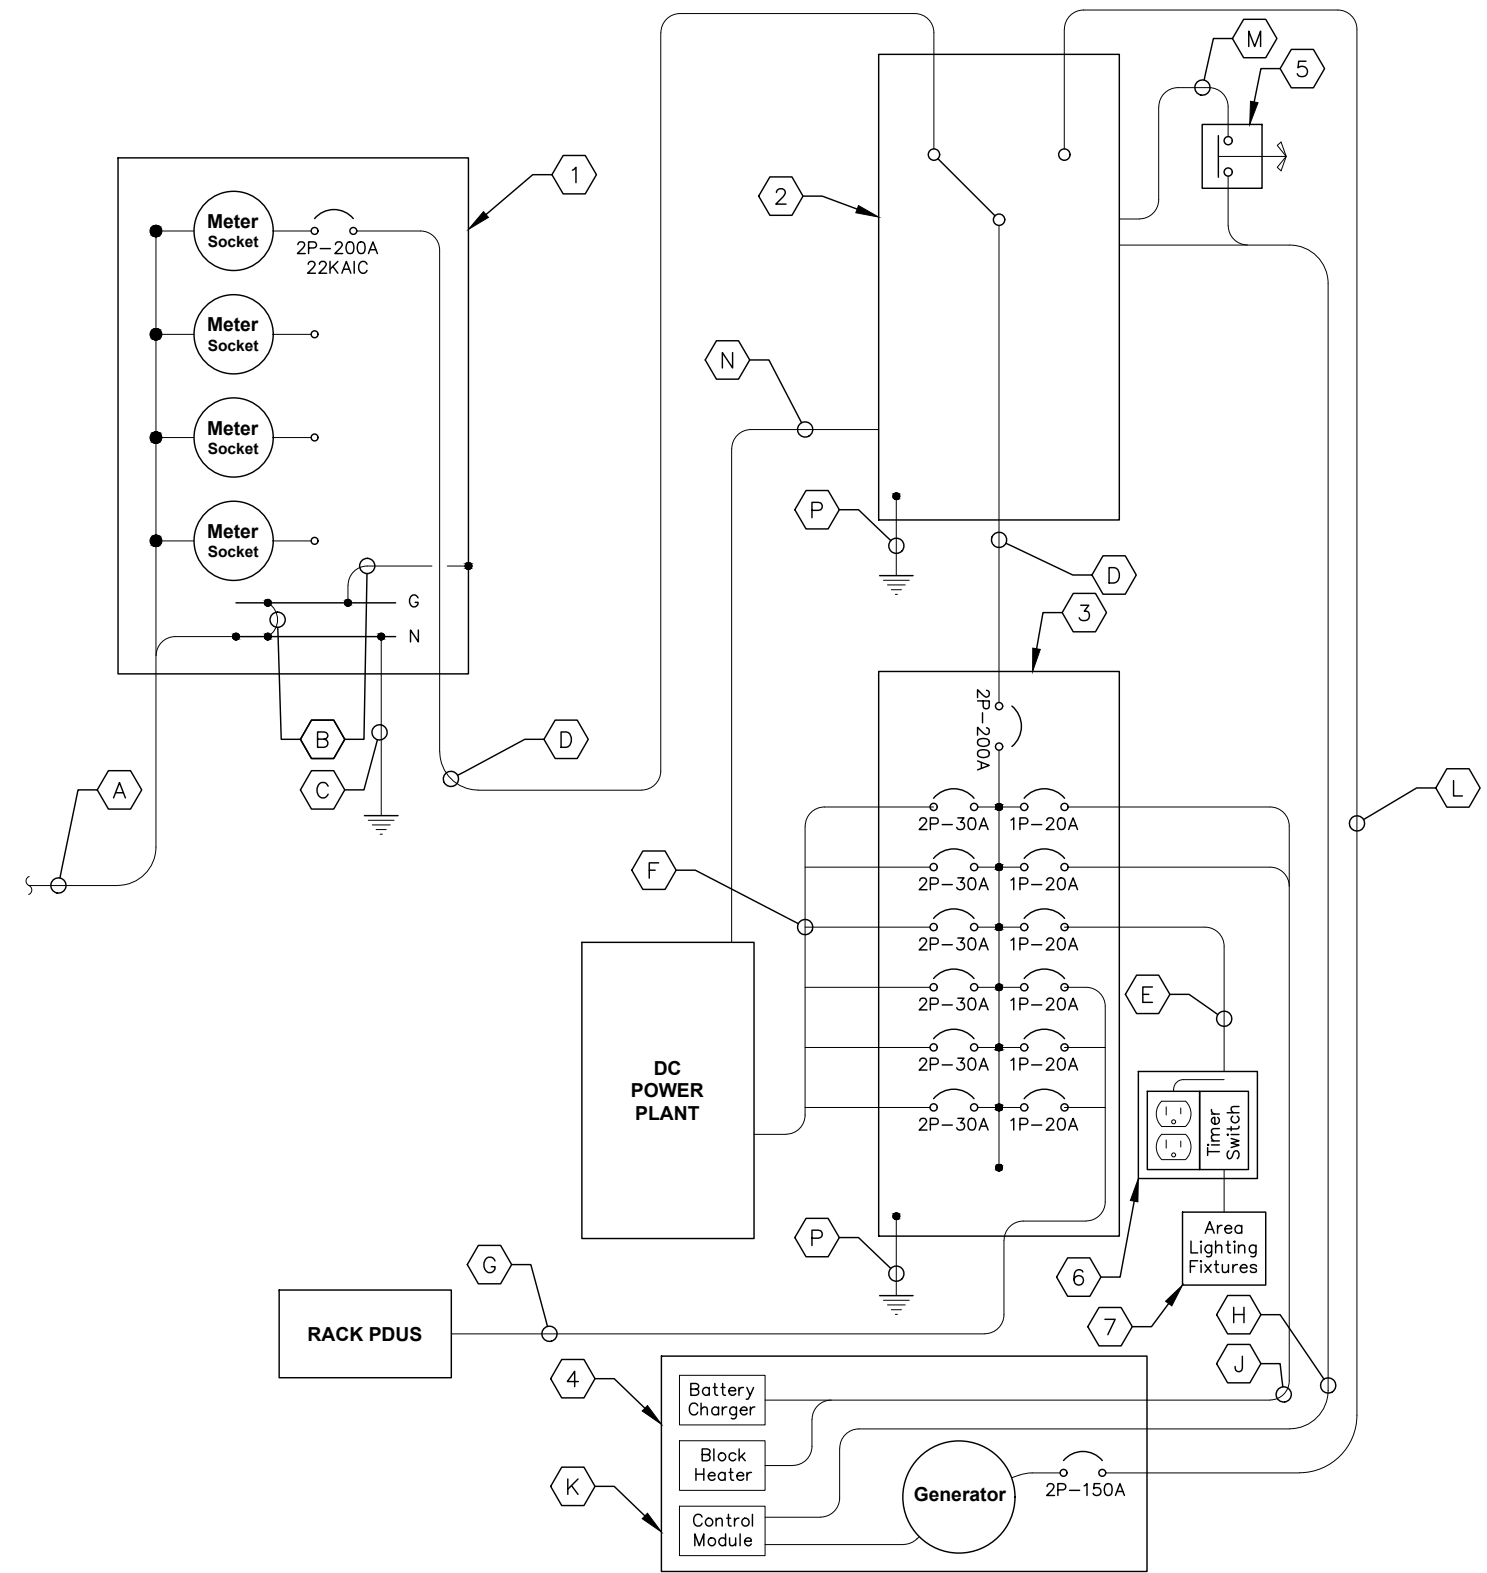 M
5
1
2
Meter
Socket
2P-200A
22KAIC
Meter
Socket
N
Meter
Socket
P
Meter
Socket
D
G
3
N
B
D
2P-200A
C
A
L
2P-30A 1P-20A
F
2P-30A 1P-20A
2P-30A 1P-20A
E
2P-30A 1P-20A
DC
POWER
PLANT
2P-30A 1P-20A
2P-30A 1P-20A
Timer
Switch
P
Area
Lighting
Fixtures
G
6
H
7
RACK PDUS
J
4
Battery
Charger
Block
Heater
K
Generator
2P-150A
Control
Module